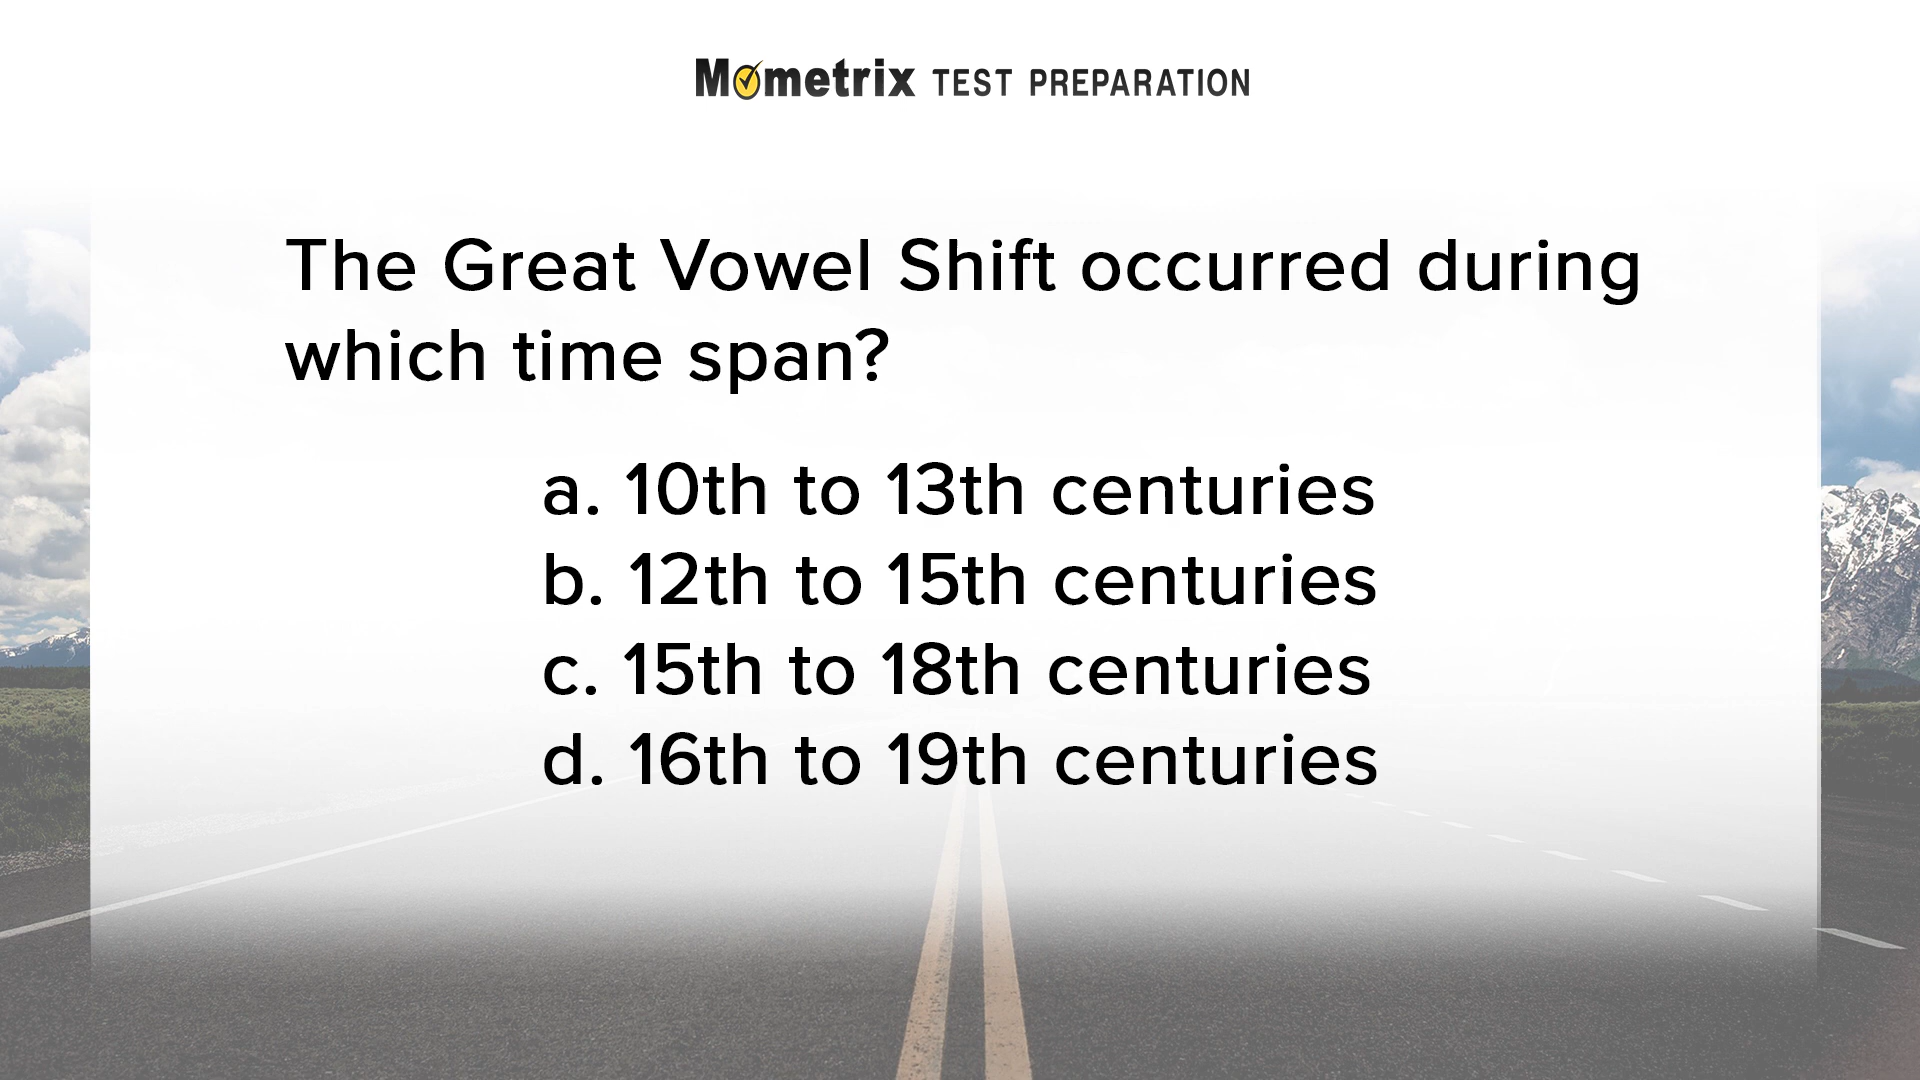 Mometrix TEST PREPARATION
The Great Vowel Shift occurred during
which time span?
a. 10th to 13th centuries
b. 12th to 15th centuries
c. 15th to 18th centuries
d. 16th to 19th centuries